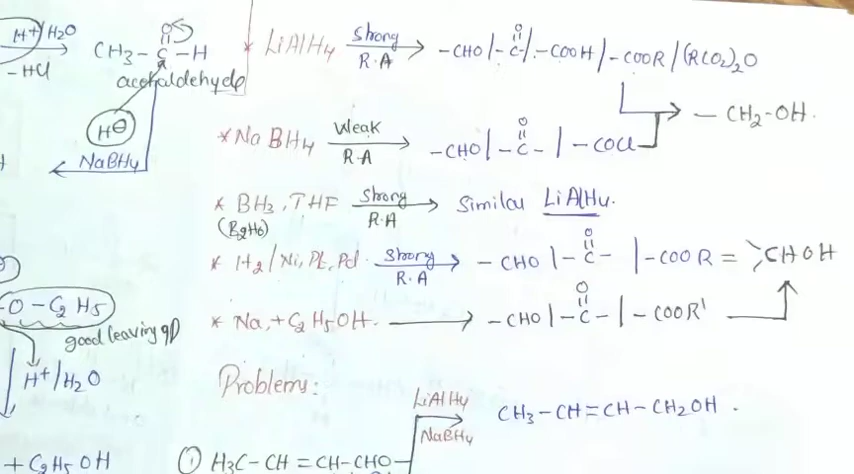 H+/H2O
-HCl
CH3-C-H
O
acetaldehyde
H⊖
NaBH4
* LiAlH4 Strong R.A → -CHO/-C-/-COOH/-COOR/(RCO2)2O
O
-CH2-OH.
* NaBH4 Weak R.A → -CHO|-C-|-COCl
O
* BH3.THF Strong R.A → Similar LiAlH4.
(B2H6)
* H2/Ni,Pt,Pd. Strong R.A → -CHO|-C-|-COOR = >CHOH
O
* Na,+C2H5OH. → -CHO|-C-|-COOR'
O
-O-C2H5
good leaving gp
H+/H2O
+ C2H5OH
Problems:
① H3C-CH=CH-CHO
LiAlH4
NaBH4
CH3-CH=CH-CH2OH.